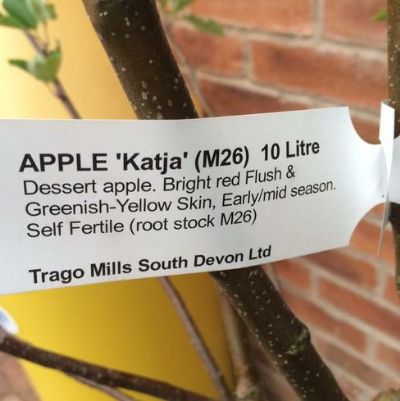 APPLE 'Katja' (M26) 10 Litre
Dessert apple. Bright red Flush &
Greenish-Yellow Skin, Early/mid season.
Self Fertile (root stock M26)
Trago Mills South Devon Ltd